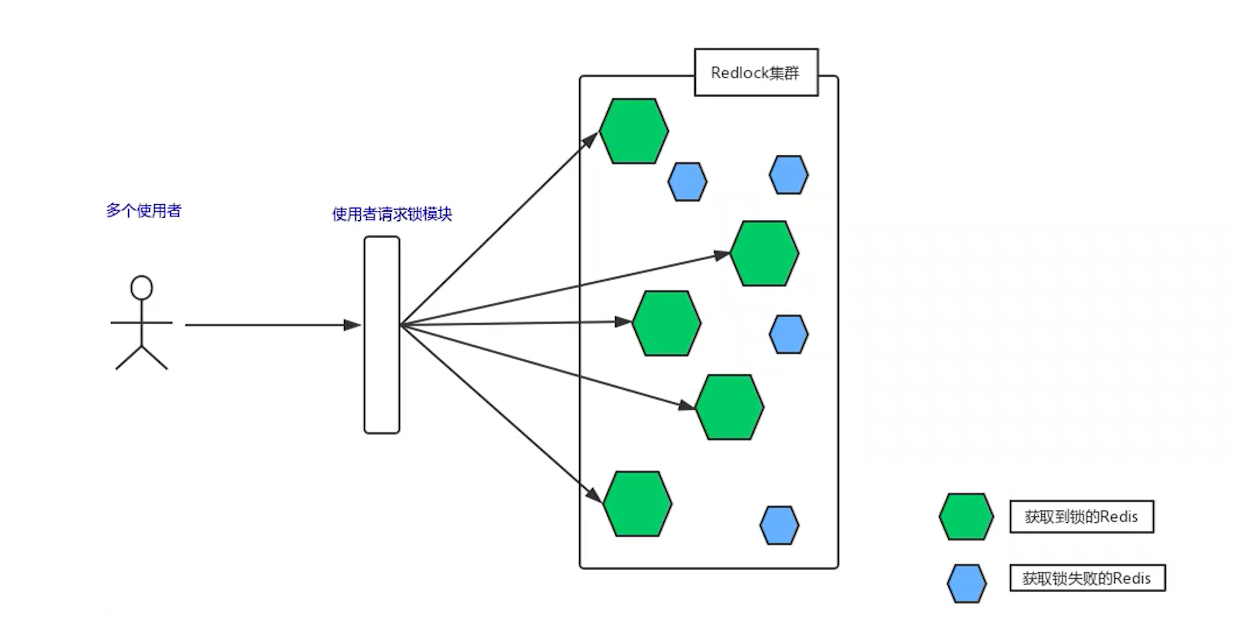 Redlock集群
多个使用者
使用者请求锁模块
获取到锁的Redis
获取锁失败的Redis